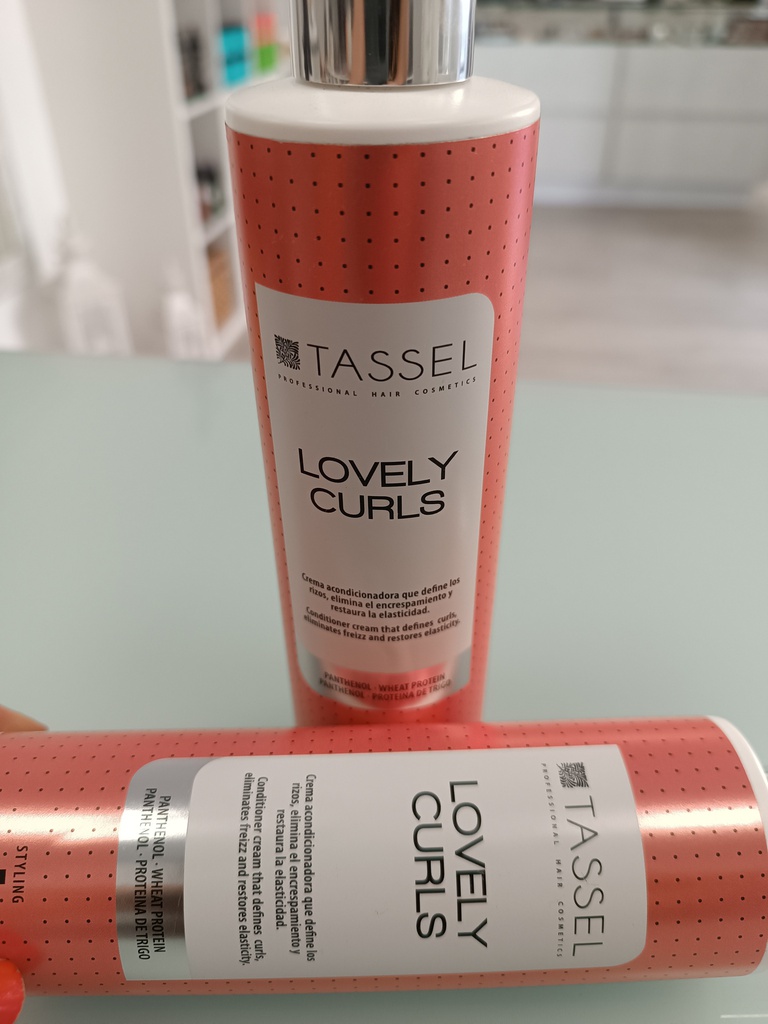 TASSEL
PROFESSIONAL HAIR COSMETICS
LOVELY
CURLS
Crema acondicionadora que define los
rizos, elimina el encrespamiento y
restaura la elasticidad.
Conditioner cream that defines curls,
eliminates freizz and restores elasticity.
PANTHENOL · WHEAT PROTEIN
PANTHENOL · PROTEINA DE TRIGO
TASSEL
PROFESSIONAL HAIR COSMETICS
LOVELY
CURLS
Crema acondicionadora que define los
rizos, elimina el encrespamiento y
restaura la elasticidad.
Conditioner cream that defines curls,
eliminates freizz and restores elasticity.
PANTHENOL · WHEAT PROTEIN
PANTHENOL · PROTEINA DE TRIGO
STYLING